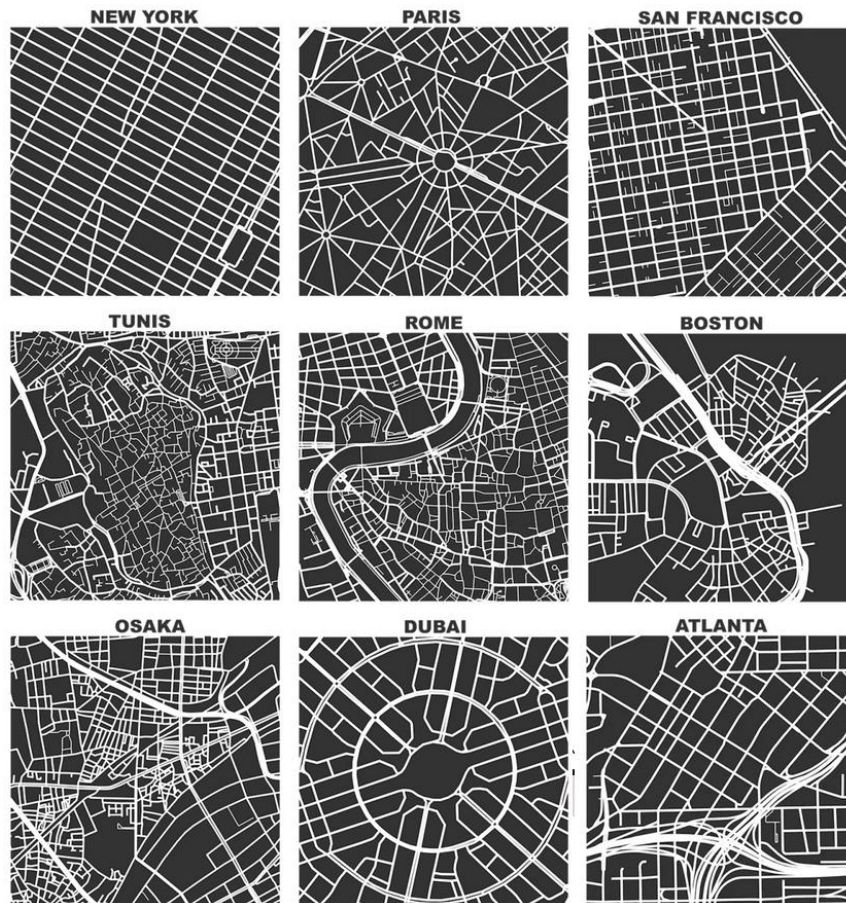 NEW YORK
PARIS
SAN FRANCISCO
TUNIS
ROME
BOSTON
OSAKA
DUBAI
ATLANTA